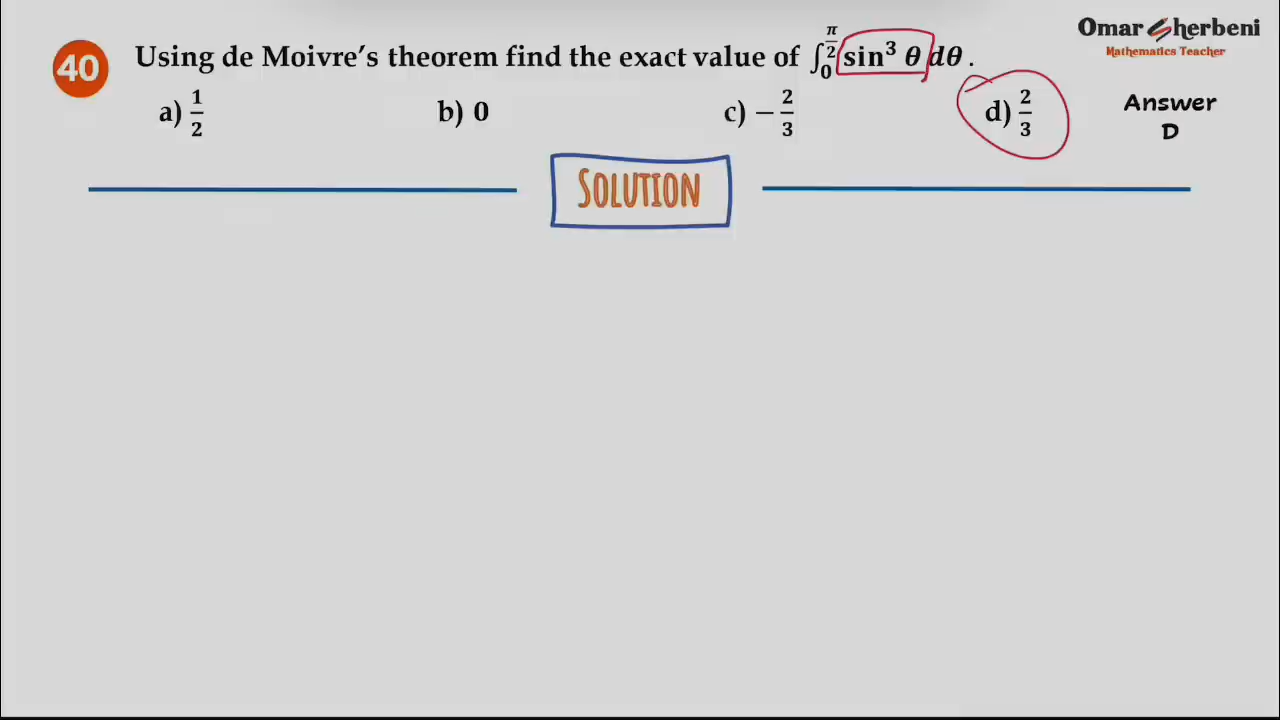 Omar Sherbeni
Mathematics Teacher
40 Using de Moivre's theorem find the exact value of ∫₀^(π/2) sin³ θ dθ .
a) 1/2 b) 0 c) −2/3 d) 2/3
Answer
D
SOLUTION